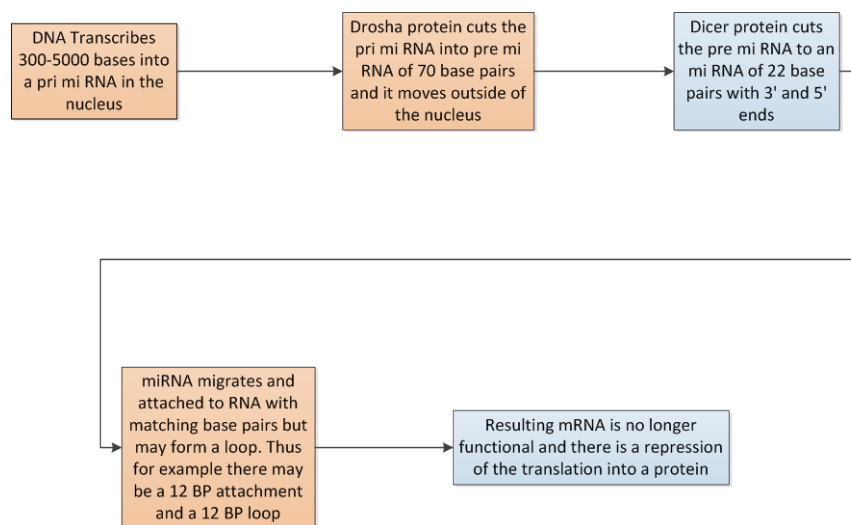 DNA Transcribes
300-5000 bases into
a pri mi RNA in the
nucleus
Drosha protein cuts the
pri mi RNA into pre mi
RNA of 70 base pairs
and it moves outside of
the nucleus
Dicer protein cuts
the pre mi RNA to an
mi RNA of 22 base
pairs with 3' and 5'
ends
miRNA migrates and
attached to RNA with
matching base pairs but
may form a loop. Thus
for example there may
be a 12 BP attachment
and a 12 BP loop
Resulting mRNA is no longer
functional and there is a repression
of the translation into a protein